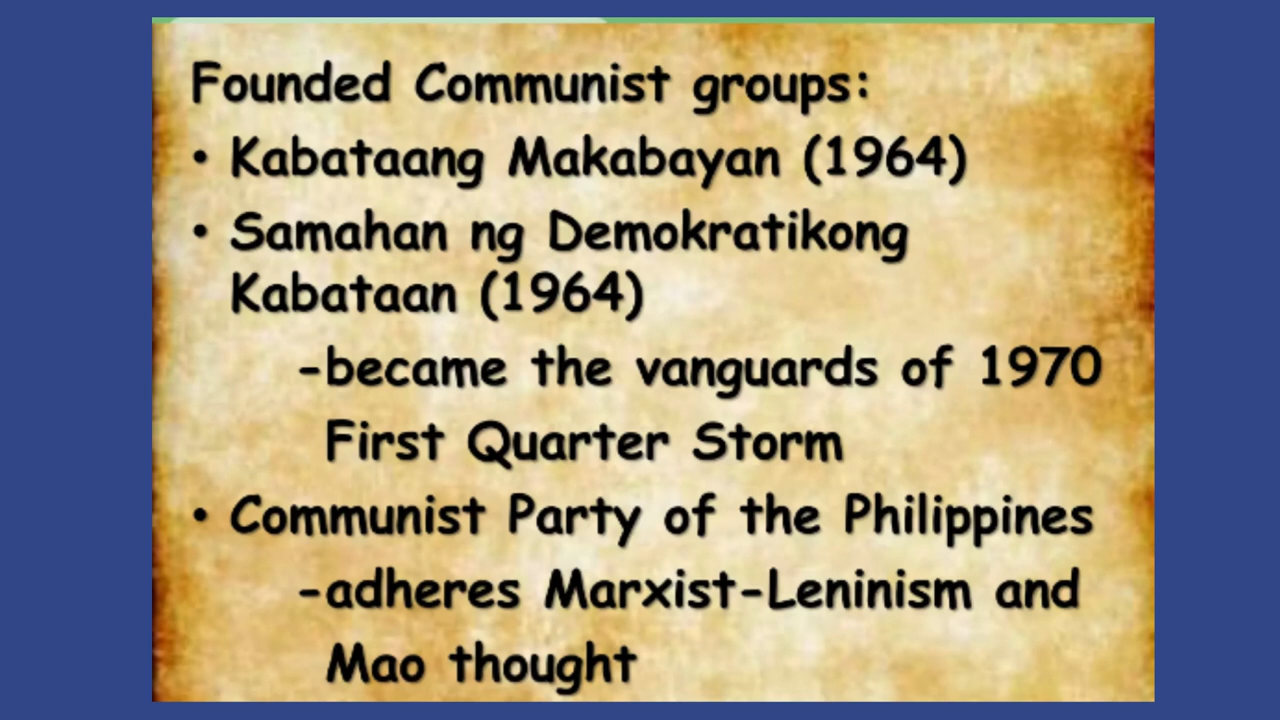 Founded Communist groups:
• Kabataang Makabayan (1964)
• Samahan ng Demokratikong
Kabataan (1964)
-became the vanguards of 1970
First Quarter Storm
• Communist Party of the Philippines
-adheres Marxist-Leninism and
Mao thought